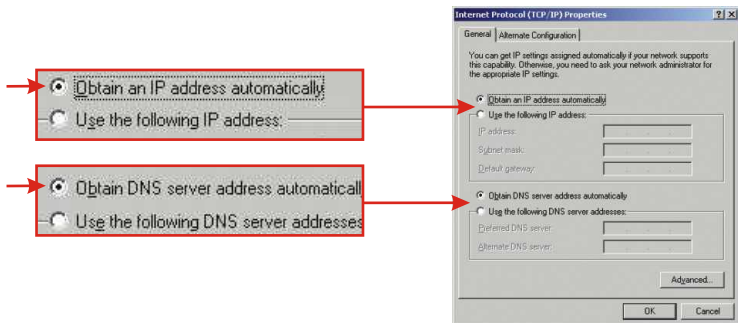 Obtain an IP address automatically
Use the following IP address:
Obtain DNS server address automaticall
Use the following DNS server addresses
Internet Protocol (TCP/IP) Properties
General
Alternate Configuration
You can get IP settings assigned automatically if your network supports
this capability. Otherwise, you need to ask your network administrator for
the appropriate IP settings.
Obtain an IP address automatically
Use the following IP address:
IP address:
Subnet mask:
Default gateway:
Obtain DNS server address automatically
Use the following DNS server addresses:
Preferred DNS server:
Alternate DNS server:
Advanced...
OK
Cancel